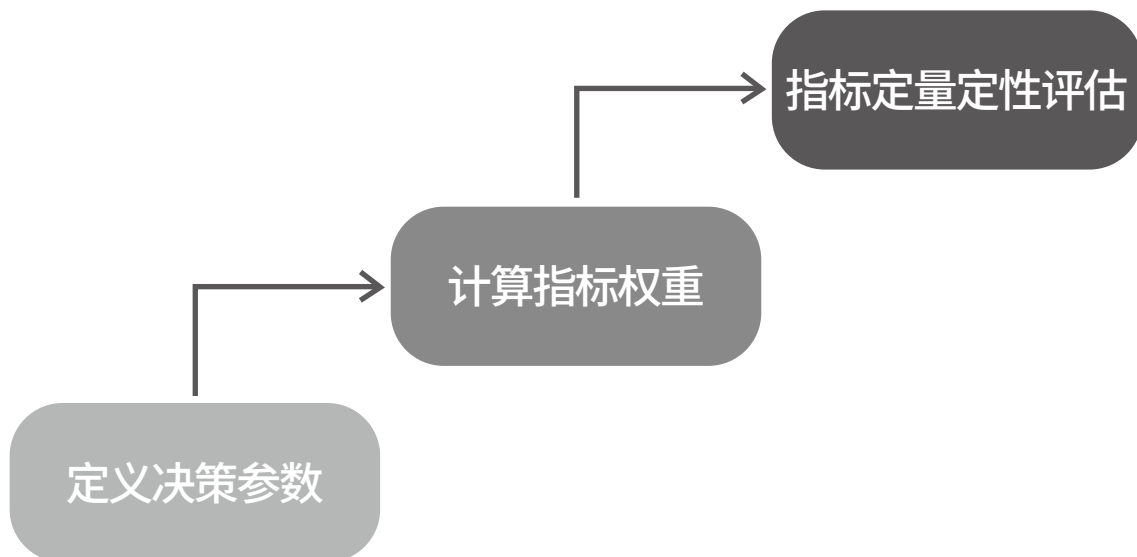 指标定量定性评估
计算指标权重
定义决策参数